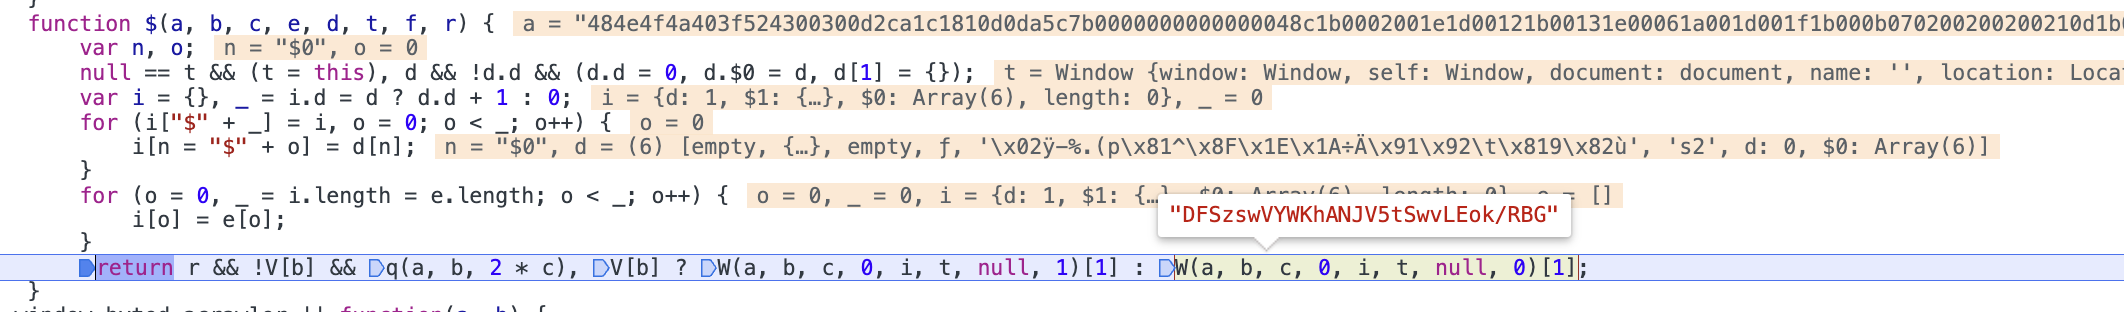 function $(a, b, c, e, d, t, f, r) { a = "484e4f4a403f524300300d2ca1c1810d0da5c7b0000000000000048c1b0002001e1d00121b00131e00061a001d001f1b000b070200200200210d1b
var n, o; n = "$0", o = 0
null == t && (t = this), d && !d.d && (d.d = 0, d.$0 = d, d[1] = {}); t = Window {window: Window, self: Window, document: document, name: '', location: Loca
var i = {}, _ = i.d = d ? d.d + 1 : 0; i = {d: 1, $1: {…}, $0: Array(6), length: 0}, _ = 0
for (i["$" + _] = i, o = 0; o < _; o++) { o = 0
i[n = "$" + o] = d[n]; n = "$0", d = (6) [empty, {…}, empty, ƒ, '\x02ÿ—%.(p\x81^\x8F\x1E\x1A÷Ä\x91\x92\t\x819\x82ù', 's2', d: 0, $0: Array(6)]
}
for (o = 0, _ = i.length = e.length; o < _; o++) { o = 0, _ = 0, i = {d: 1, $1: {… = []
"DFSzswVYWKhANJV5tSwvLEok/RBG"
i[o] = e[o];
}
return r && !V[b] && q(a, b, 2 * c), V[b] ? W(a, b, c, 0, i, t, null, 1)[1] : W(a, b, c, 0, i, t, null, 0)[1];
}